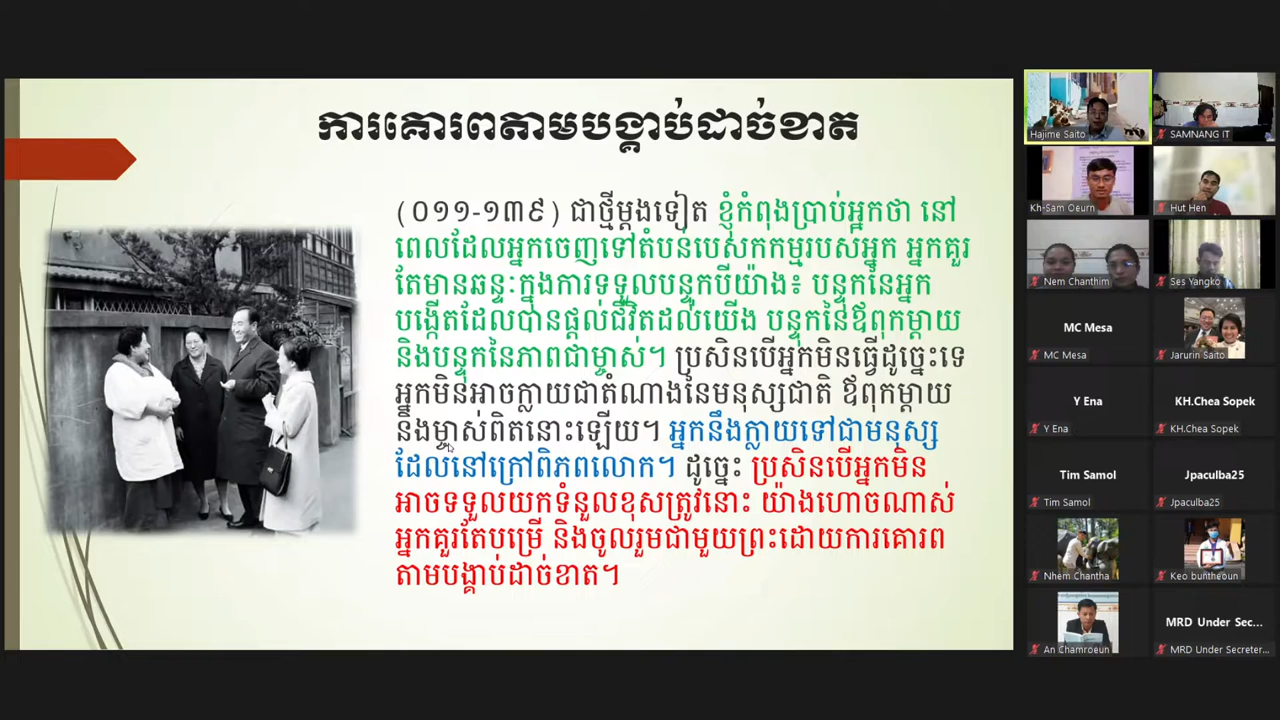 ការគោរពតាមបង្គាប់ដាច់ខាត
(០១១-១៣៩) ជាថ្មីម្តងទៀត ខ្ញុំកំពុងប្រាប់អ្នកថា នៅ
ពេលដែលអ្នកចេញទៅតំបន់បេសកកម្មរបស់អ្នក អ្នកគួរ
តែមានឆន្ទៈក្នុងការទទួលបន្ទុកបីយ៉ាង៖ បន្ទុកនៃអ្នក
បង្កើតដែលបានផ្តល់ជីវិតដល់យើង បន្ទុកនៃឪពុកម្តាយ
និងបន្ទុកនៃភាពជាម្ចាស់។ ប្រសិនបើអ្នកមិនធ្វើដូច្នេះទេ
អ្នកមិនអាចក្លាយជាតំណាងនៃមនុស្សជាតិ ឪពុកម្តាយ
និងម្ចាស់ពិតនោះឡើយ។ អ្នកនឹងក្លាយទៅជាមនុស្ស
ដែលនៅក្រៅពិភពលោក។ ដូច្នេះ ប្រសិនបើអ្នកមិន
អាចទទួលយកទំនួលខុសត្រូវនោះ យ៉ាងហោចណាស់
អ្នកគួរតែបម្រើ និងចូលរួមជាមួយព្រះដោយការគោរព
តាមបង្គាប់ដាច់ខាត។
Hajime Saito
SAMNANG IT
Kh-Sam Oeurn
Hut Hen
Nem Chanthim
Ses Yangko
MC Mesa
MC Mesa
Jarurin Saito
Y Ena
Y Ena
KH.Chea Sopek
KH.Chea Sopek
Tim Samol
Tim Samol
Jpaculba25
Jpaculba25
Nhem Chantha
Keo buntheoun
An Chamroeun
MRD Under Sec...
MRD Under Secreter...